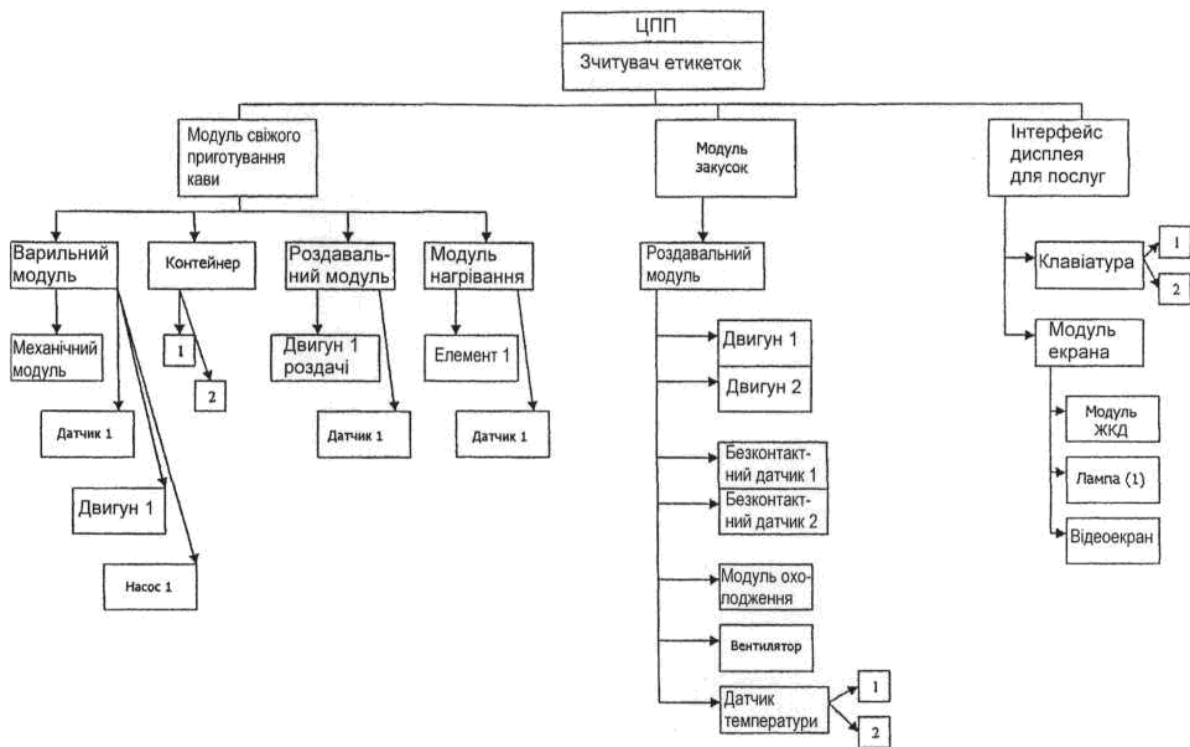 ЦПП
Зчитувач етикеток
Модуль свіжого
приготування
кави
Модуль
закусок
Інтерфейс
дисплея
для послуг
Варильний
модуль
Контейнер
Роздаваль-
ний модуль
Модуль
нагрівання
Механічний
модуль
1
2
Двигун 1
роздачі
Елемент 1
Датчик 1
Датчик 1
Датчик 1
Двигун 1
Насос 1
Роздавальний
модуль
Двигун 1
Двигун 2
Безконтакт-
ний датчик 1
Безконтакт-
ний датчик 2
Модуль охо-
лодження
Вентилятор
Датчик
температури
1
2
Клавіатура
1
2
Модуль
екрана
Модуль
ЖКД
Лампа (1)
Відеоекран